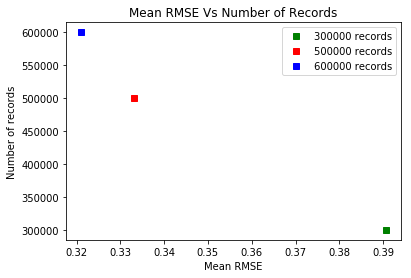 Mean RMSE Vs Number of Records
300000 records
500000 records
600000 records
Number of records
600000
550000
500000
450000
400000
350000
300000
0.32 0.33 0.34 0.35 0.36 0.37 0.38 0.39
Mean RMSE